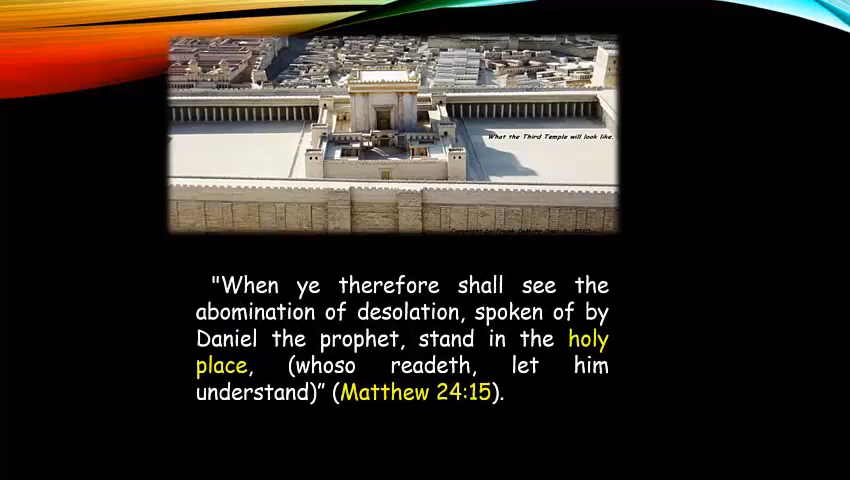 What the Third Temple will look like.
"When ye therefore shall see the
abomination of desolation, spoken of by
Daniel the prophet, stand in the holy
place, (whoso readeth, let him
understand)” (Matthew 24:15).